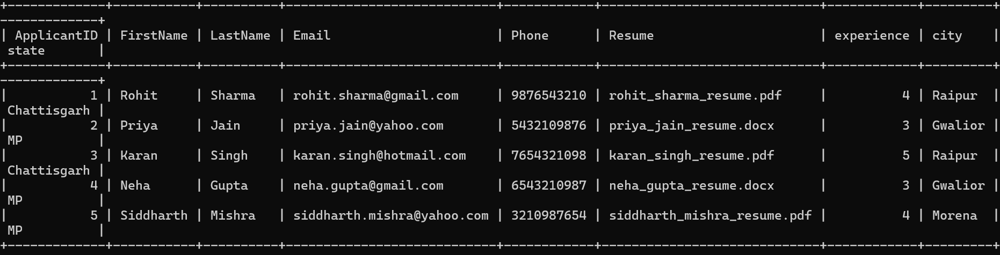 +-------------+-----------+----------+----------------------------+------------+-----------------------------+------------+---------+
-------------+
| ApplicantID | FirstName | LastName | Email                      | Phone      | Resume                      | experience | city    |
 state       |
+-------------+-----------+----------+----------------------------+------------+-----------------------------+------------+---------+
-------------+
|           1 | Rohit     | Sharma   | rohit.sharma@gmail.com     | 9876543210 | rohit_sharma_resume.pdf     |          4 | Raipur  |
 Chattisgarh |
|           2 | Priya     | Jain     | priya.jain@yahoo.com       | 5432109876 | priya_jain_resume.docx      |          3 | Gwalior |
 MP          |
|           3 | Karan     | Singh    | karan.singh@hotmail.com    | 7654321098 | karan_singh_resume.pdf      |          5 | Raipur  |
 Chattisgarh |
|           4 | Neha      | Gupta    | neha.gupta@gmail.com       | 6543210987 | neha_gupta_resume.docx      |          3 | Gwalior |
 MP          |
|           5 | Siddharth | Mishra   | siddharth.mishra@yahoo.com | 3210987654 | siddharth_mishra_resume.pdf |          4 | Morena  |
 MP          |
+-------------+-----------+----------+----------------------------+------------+-----------------------------+------------+---------+